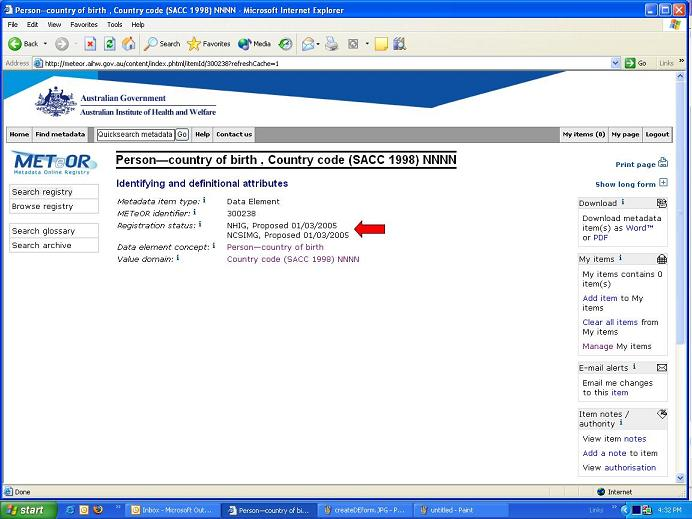 Person—country of birth , Country code (SACC 1998) NNNN - Microsoft Internet Explorer
File Edit View Favorites Tools Help
Back Search Favorites Media
Address http://meteor.aihw.gov.au/content/index.phtml/itemId/300238?refreshCache=1 Go Links »
Australian Government
Australian Institute of Health and Welfare
Home Find metadata Quicksearch metadata Go Help Contact us My items (0) My page Logout
METeOR
Metadata Online Registry
Search registry
Browse registry
Search glossary
Search archive
Person—country of birth , Country code (SACC 1998) NNNN
Identifying and definitional attributes
Metadata item type: i Data Element
METeOR identifier: i 300238
Registration status: i NHIG, Proposed 01/03/2005
NCSIMG, Proposed 01/03/2005
Data element concept: i Person—country of birth
Value domain: i Country code (SACC 1998) NNNN
Print page
Show long form
Download i
Download metadata
item(s) as Word™
or PDF
My items i
My items contains 0
item(s)
Add item to My
items
Clear all items from
My items
Manage My items
E-mail alerts i
Email me changes
to this item
Item notes /
authority i
View item notes
Add a note to item
View authorisation
Done Internet
start » Inbox - Microsoft Out... Person—country of bi... createDEform.JPG - P... untitled - Paint Links » 4:32 PM